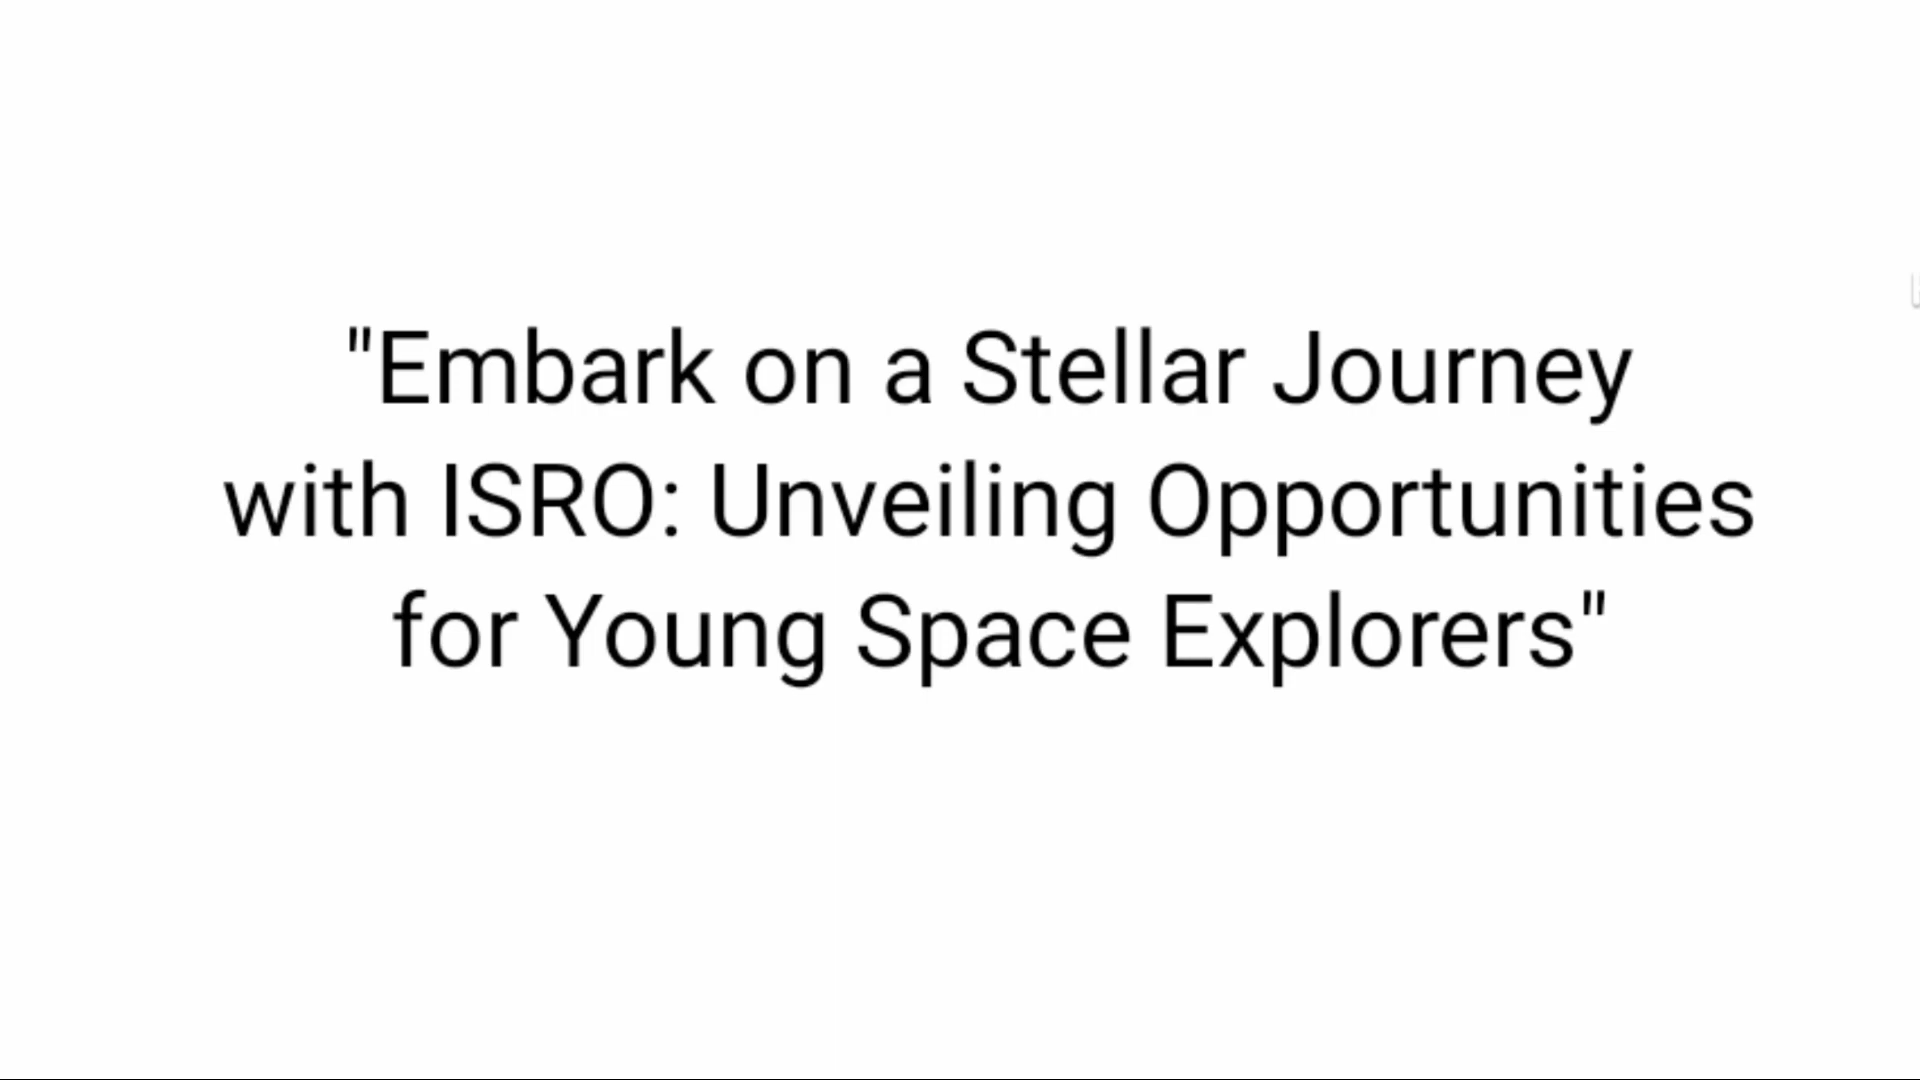 "Embark on a Stellar Journey
with ISRO: Unveiling Opportunities
for Young Space Explorers"